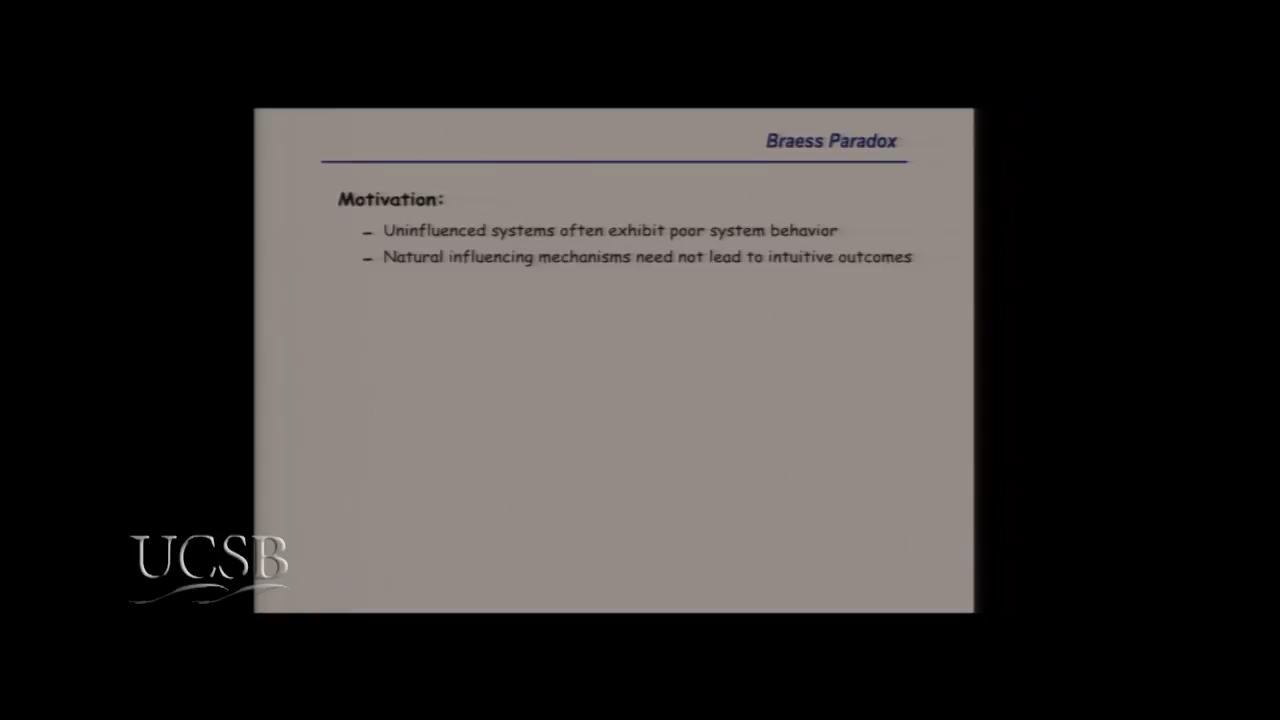 Braess Paradox
Motivation:
– Uninfluenced systems often exhibit poor system behavior
– Natural influencing mechanisms need not lead to intuitive outcomes
UCSB